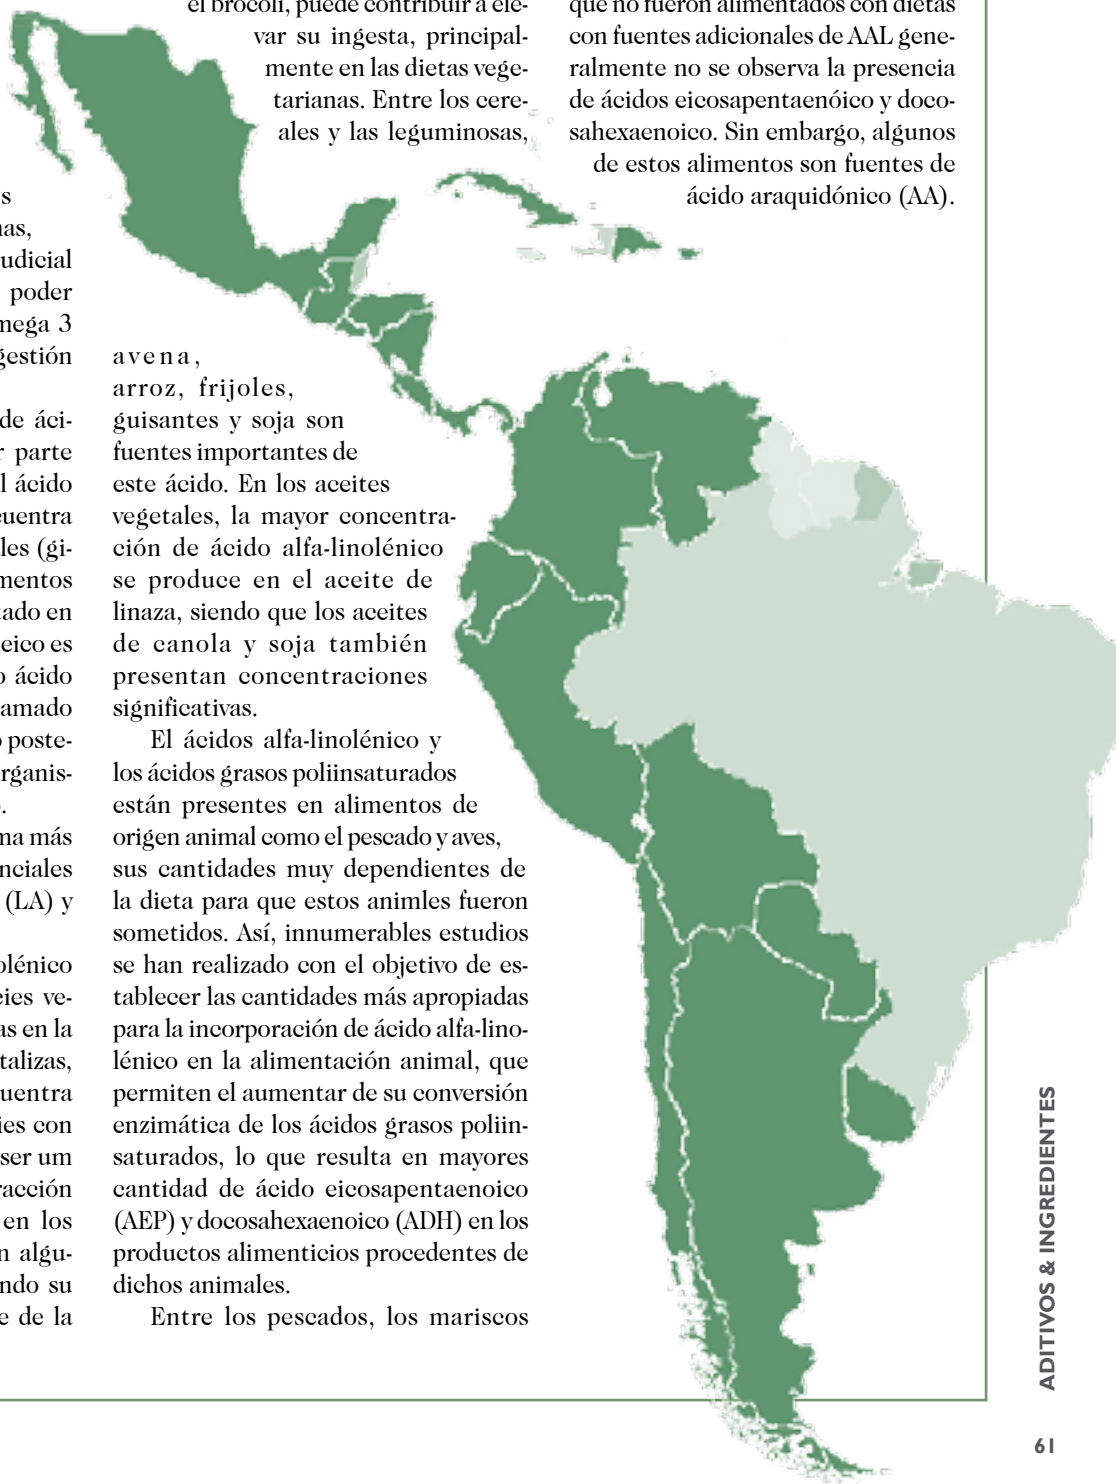 s
nas,
udicial
poder
mega 3
gestión
de áci-
r parte
l ácido
cuentra
les (gi-
mentos
tado en
eico es
o ácido
amado
o poste-
rganis-
.
ma más
nciales
(LA) y
olénico
cies ve-
as en la
talizas,
uentra
ies con
ser um
racción
en los
n algu-
ndo su
e de la
el brócoli, puede contribuir a ele-
var su ingesta, principal-
mente en las dietas vege-
tarianas. Entre los cere-
ales y las leguminosas,
avena,
arroz, frijoles,
guisantes y soja son
fuentes importantes de
este ácido. En los aceites
vegetales, la mayor concentra-
ción de ácido alfa-linolénico
se produce en el aceite de
linaza, siendo que los aceites
de canola y soja también
presentan concentraciones
significativas.
El ácidos alfa-linolénico y
los ácidos grasos poliinsaturados
están presentes en alimentos de
origen animal como el pescado y aves,
sus cantidades muy dependientes de
la dieta para que estos animles fueron
sometidos. Así, innumerables estudios
se han realizado con el objetivo de es-
tablecer las cantidades más apropiadas
para la incorporación de ácido alfa-lino-
lénico en la alimentación animal, que
permiten el aumentar de su conversión
enzimática de los ácidos grasos poliin-
saturados, lo que resulta en mayores
cantidad de ácido eicosapentaenoico
(AEP) y docosahexaenoico (ADH) en los
productos alimenticios procedentes de
dichos animales.
Entre los pescados, los mariscos
que no fueron alimentados con dietas
con fuentes adicionales de AAL gene-
ralmente no se observa la presencia
de ácidos eicosapentaenóico y doco-
sahexaenoico. Sin embargo, algunos
de estos alimentos son fuentes de
ácido araquidónico (AA).
ADITIVOS & INGREDIENTES
61